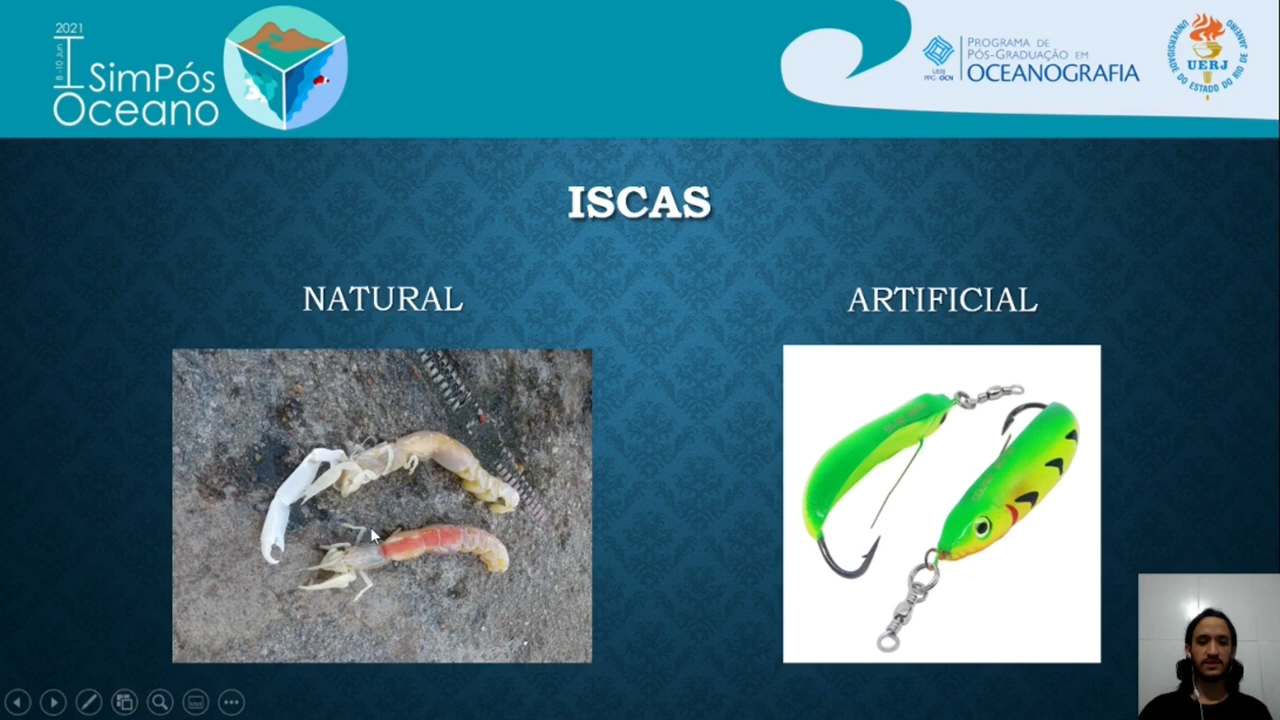 2021
8 -10 Jun
I SimPós
Oceano
UERJ
PPG-OCN
PROGRAMA DE
PÓS-GRADUAÇÃO EM
OCEANOGRAFIA
UNIVERSIDADE DO ESTADO DO RIO DE JANEIRO
UERJ
ISCAS
NATURAL
ARTIFICIAL